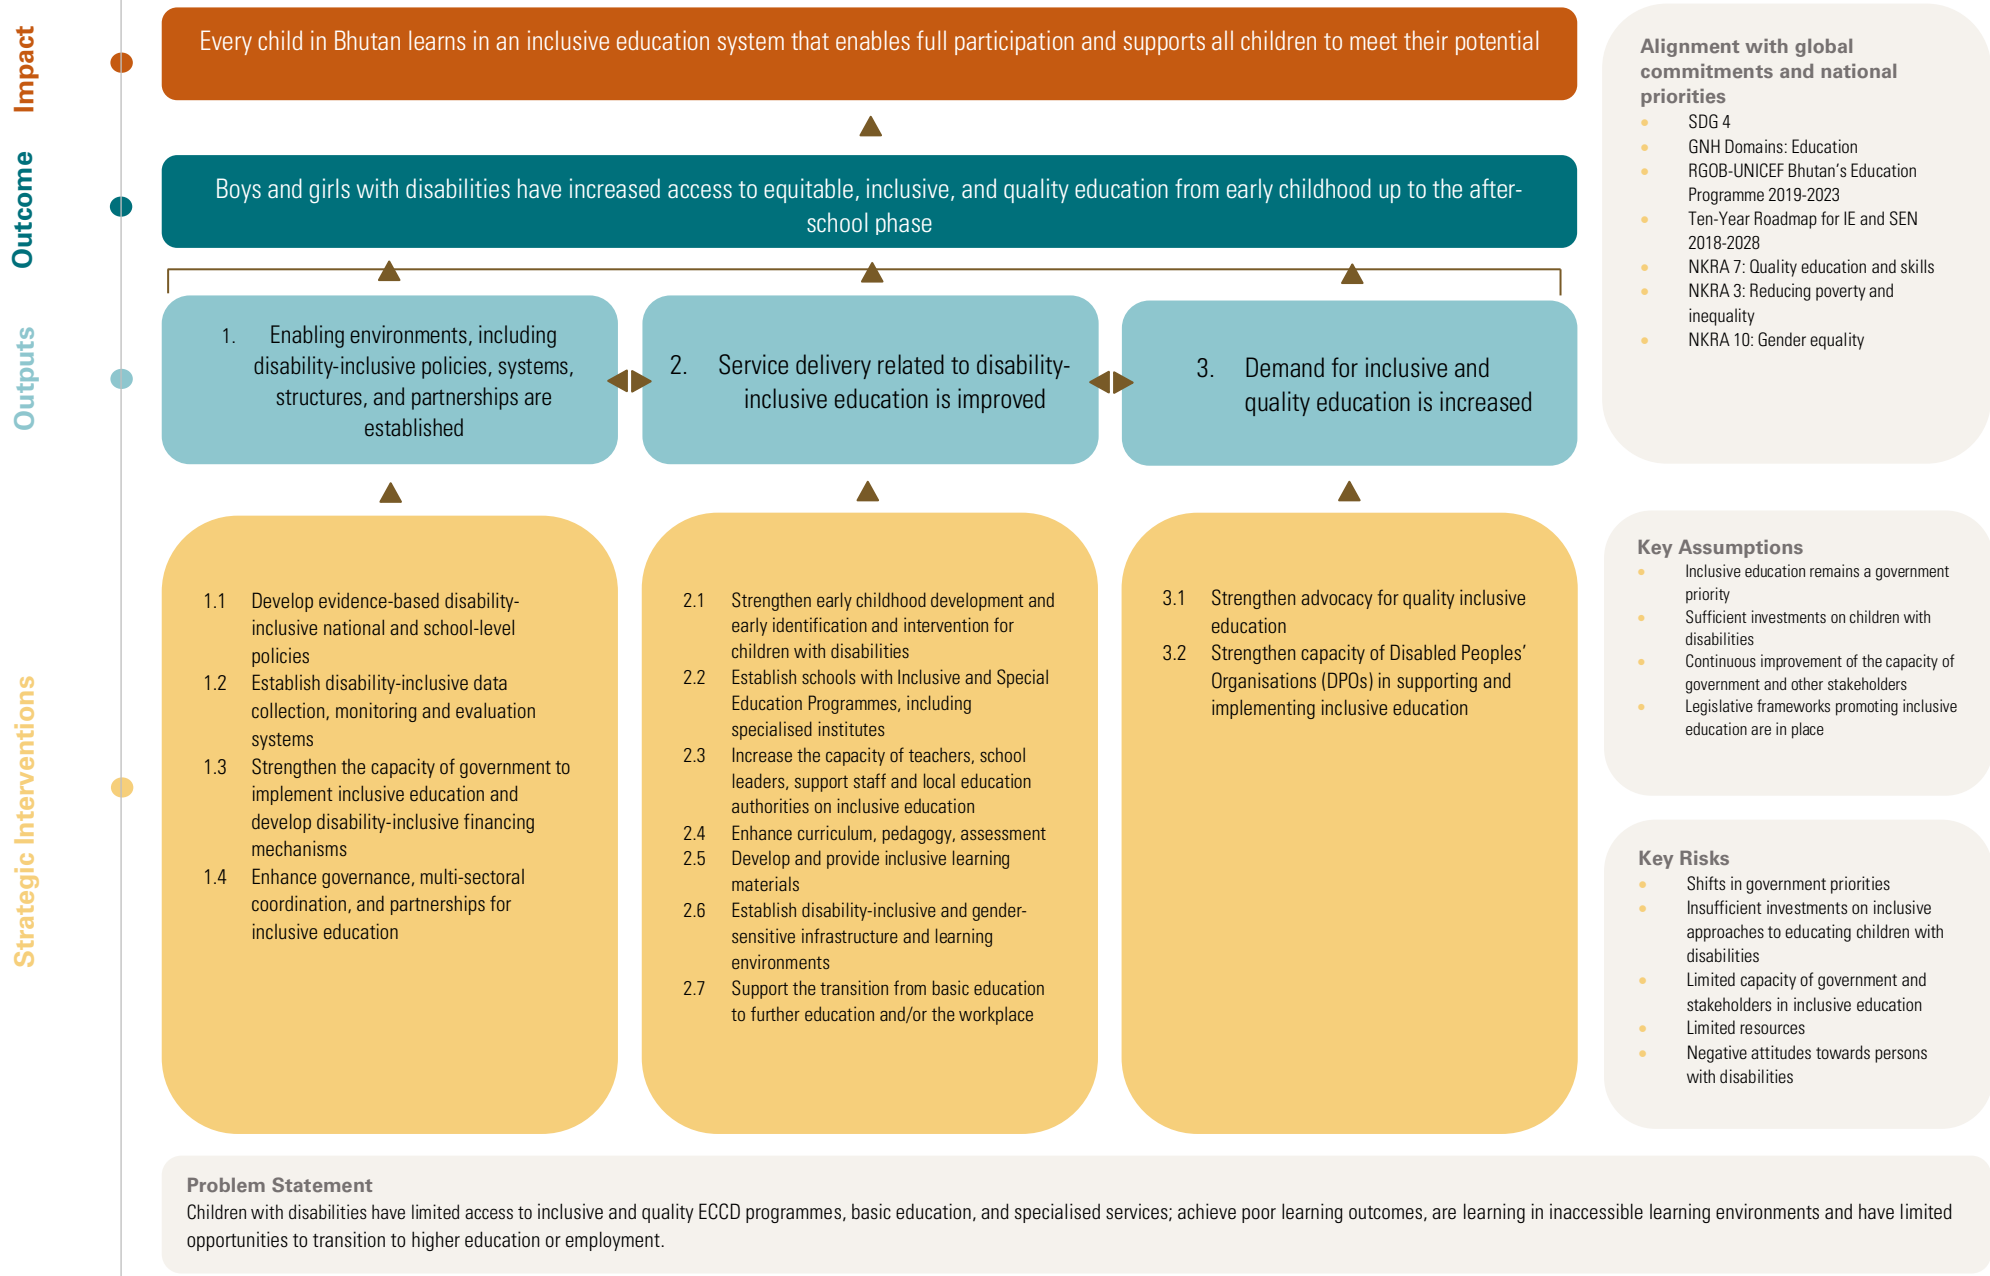 Impact
Every child in Bhutan learns in an inclusive education system that enables full participation and supports all children to meet their potential
Outcome
Boys and girls with disabilities have increased access to equitable, inclusive, and quality education from early childhood up to the after-
school phase
Outputs
1. Enabling environments, including
disability-inclusive policies, systems,
structures, and partnerships are
established
2. Service delivery related to disability-
inclusive education is improved
3. Demand for inclusive and
quality education is increased
Strategic Interventions
1.1 Develop evidence-based disability-
inclusive national and school-level
policies
1.2 Establish disability-inclusive data
collection, monitoring and evaluation
systems
1.3 Strengthen the capacity of government to
implement inclusive education and
develop disability-inclusive financing
mechanisms
1.4 Enhance governance, multi-sectoral
coordination, and partnerships for
inclusive education
2.1 Strengthen early childhood development and
early identification and intervention for
children with disabilities
2.2 Establish schools with Inclusive and Special
Education Programmes, including
specialised institutes
2.3 Increase the capacity of teachers, school
leaders, support staff and local education
authorities on inclusive education
2.4 Enhance curriculum, pedagogy, assessment
2.5 Develop and provide inclusive learning
materials
2.6 Establish disability-inclusive and gender-
sensitive infrastructure and learning
environments
2.7 Support the transition from basic education
to further education and/or the workplace
3.1 Strengthen advocacy for quality inclusive
education
3.2 Strengthen capacity of Disabled Peoples’
Organisations (DPOs) in supporting and
implementing inclusive education
Alignment with global
commitments and national
priorities
• SDG 4
• GNH Domains: Education
• RGOB-UNICEF Bhutan’s Education
Programme 2019-2023
• Ten-Year Roadmap for IE and SEN
2018-2028
• NKRA 7: Quality education and skills
• NKRA 3: Reducing poverty and
inequality
• NKRA 10: Gender equality
Key Assumptions
• Inclusive education remains a government
priority
• Sufficient investments on children with
disabilities
• Continuous improvement of the capacity of
government and other stakeholders
• Legislative frameworks promoting inclusive
education are in place
Key Risks
• Shifts in government priorities
• Insufficient investments on inclusive
approaches to educating children with
disabilities
• Limited capacity of government and
stakeholders in inclusive education
• Limited resources
• Negative attitudes towards persons
with disabilities
Problem Statement
Children with disabilities have limited access to inclusive and quality ECCD programmes, basic education, and specialised services; achieve poor learning outcomes, are learning in inaccessible learning environments and have limited
opportunities to transition to higher education or employment.